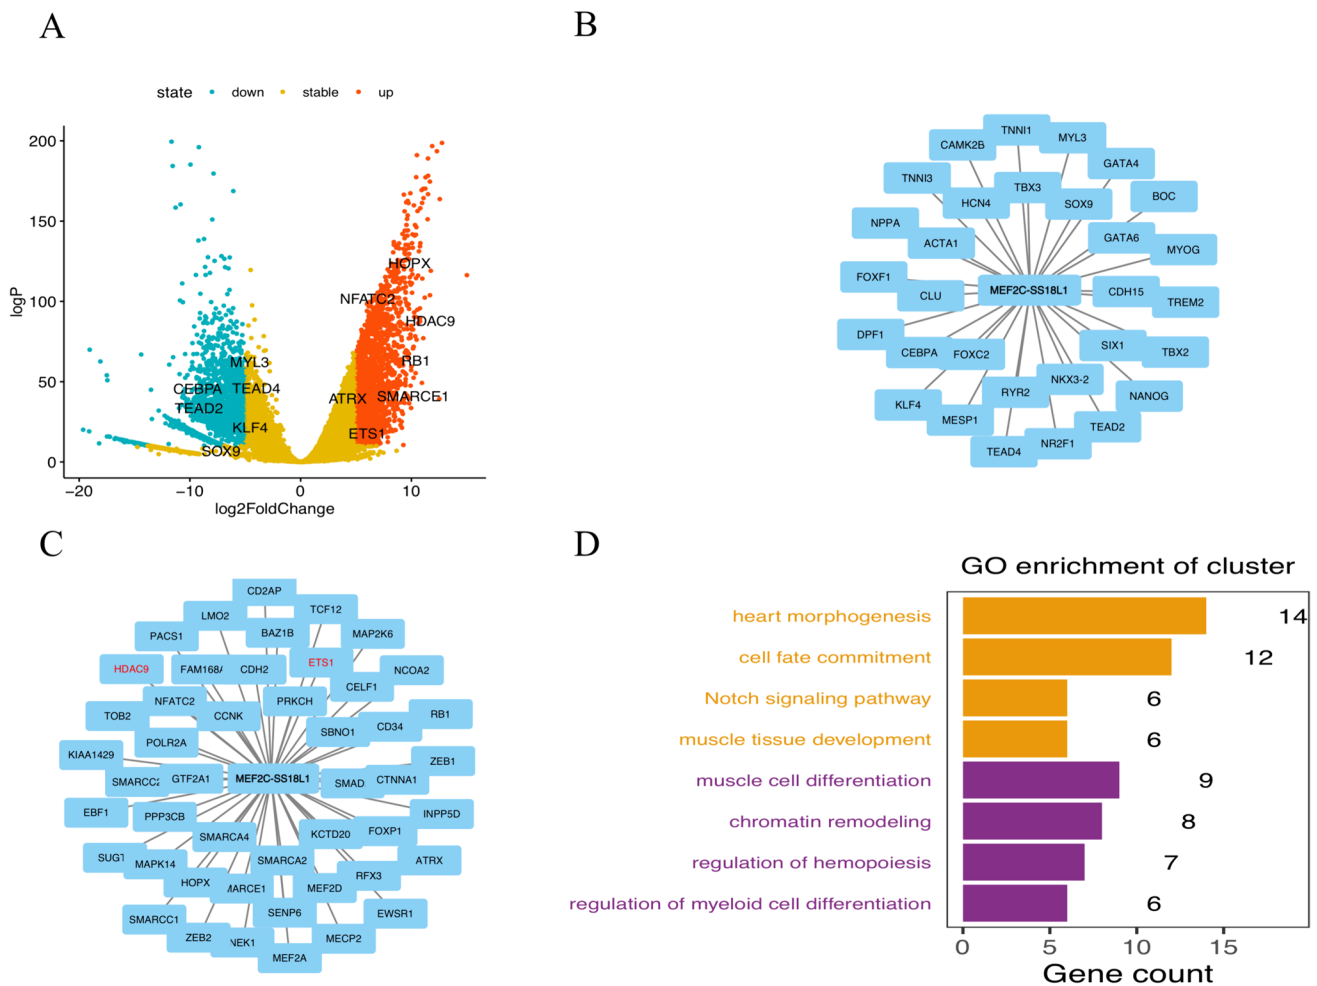 A
state down stable up
200
150
100
50
0
logP
HOPX
NFATC2
HDAC9
MYL3
RB1
CEBPA
TEAD4
ATRX
SMARCE1
TEAD2
KLF4
ETS1
SOX9
−20 −10 0 10
log2FoldChange
B
TNNI1
CAMK2B
MYL3
GATA4
TNNI3
TBX3
HCN4
SOX9
BOC
NPPA
ACTA1
GATA6
MYOG
FOXF1
CLU
MEF2C-SS18L1
CDH15
TREM2
DPF1
CEBPA
FOXC2
SIX1
TBX2
KLF4
MESP1
RYR2
NKX3-2
NANOG
TEAD2
TEAD4
NR2F1
C
CD2AP
LMO2
TCF12
PACS1
BAZ1B
MAP2K6
HDAC9
FAM168A
CDH2
ETS1
NCOA2
NFATC2
CELF1
TOB2
CCNK
PRKCH
RB1
POLR2A
SBNO1
CD34
KIAA1429
ZEB1
SMARCC2
GTF2A1
MEF2C-SS18L1
SMAD
CTNNA1
EBF1
PPP3CB
INPP5D
SMARCA4
KCTD20
FOXP1
SUGT
MAPK14
SMARCA2
ATRX
HOPX
MARCE1
MEF2D
RFX3
SMARCC1
SENP6
EWSR1
ZEB2
NEK1
MECP2
MEF2A
D
GO enrichment of cluster
heart morphogenesis 14
cell fate commitment 12
Notch signaling pathway 6
muscle tissue development 6
muscle cell differentiation 9
chromatin remodeling 8
regulation of hemopoiesis 7
regulation of myeloid cell differentiation 6
0 5 10 15
Gene count